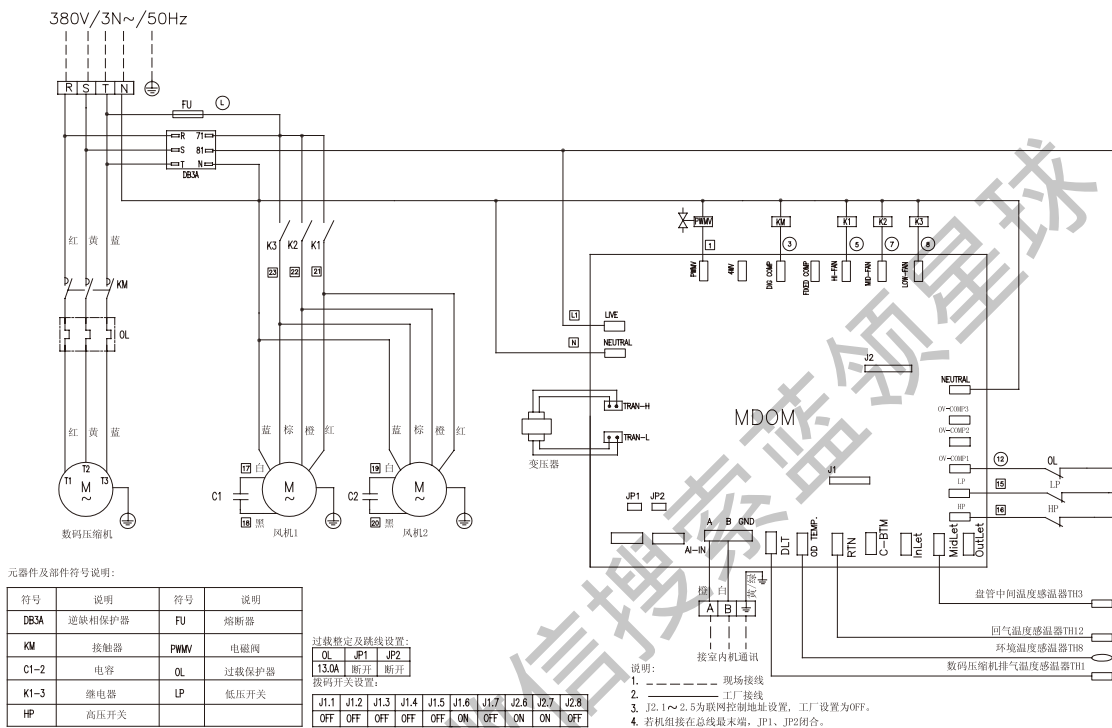 380V/3N~/50Hz
R S T N
FU L
R 71
S 81
T N
DB3A
红 黄 蓝
K3 K2 K1
23 22 21
KM
OL
红 黄 蓝
T1 T2 T3
M
~
数码压缩机
蓝 棕 橙 红
蓝 棕 橙 红
17 白
19 白
C1
M
~
C2
M
~
18 黑
20 黑
风机1
风机2
PWMV KM K1 K2 K3
1 3 5 7 8
PWMV 4WV DIG COMP FIXED COMP HI-FAN MID-FAN LOW-FAN
L1 LIVE
N NEUTRAL
J2
TRAN-H
TRAN-L
变压器
MDOM
NEUTRAL
OV-COMP3
OV-COMP2
OV-COMP1 12 OL
LP 15 LP
HP 16 HP
J1
JP1 JP2
A B GND
AI-IN
DLT
OD TEMP.
RTN
C-BTM
InLet
MidLet
OutLet
橙 白 黄/绿
A B
接室内机通讯
盘管中间温度感温器TH3
回气温度感温器TH12
环境温度感温器TH8
数码压缩机排气温度感温器TH1
元器件及部件符号说明:
符号 说明 符号 说明
DB3A 逆缺相保护器 FU 熔断器
KM 接触器 PWMV 电磁阀
C1-2 电容 OL 过载保护器
K1-3 继电器 LP 低压开关
HP 高压开关
过载整定及跳线设置:
OL JP1 JP2
13.0A 断开 断开
拨码开关设置:
J1.1 J1.2 J1.3 J1.4 J1.5 J1.6 J1.7 J2.6 J2.7 J2.8
OFF OFF OFF OFF OFF ON OFF ON ON OFF
说明:
1. 现场接线
2. 工厂接线
3. J2.1～2.5为联网控制地址设置, 工厂设置为OFF。
4. 若机组接在总线最末端, JP1、JP2闭合。
微信搜索蓝领星球